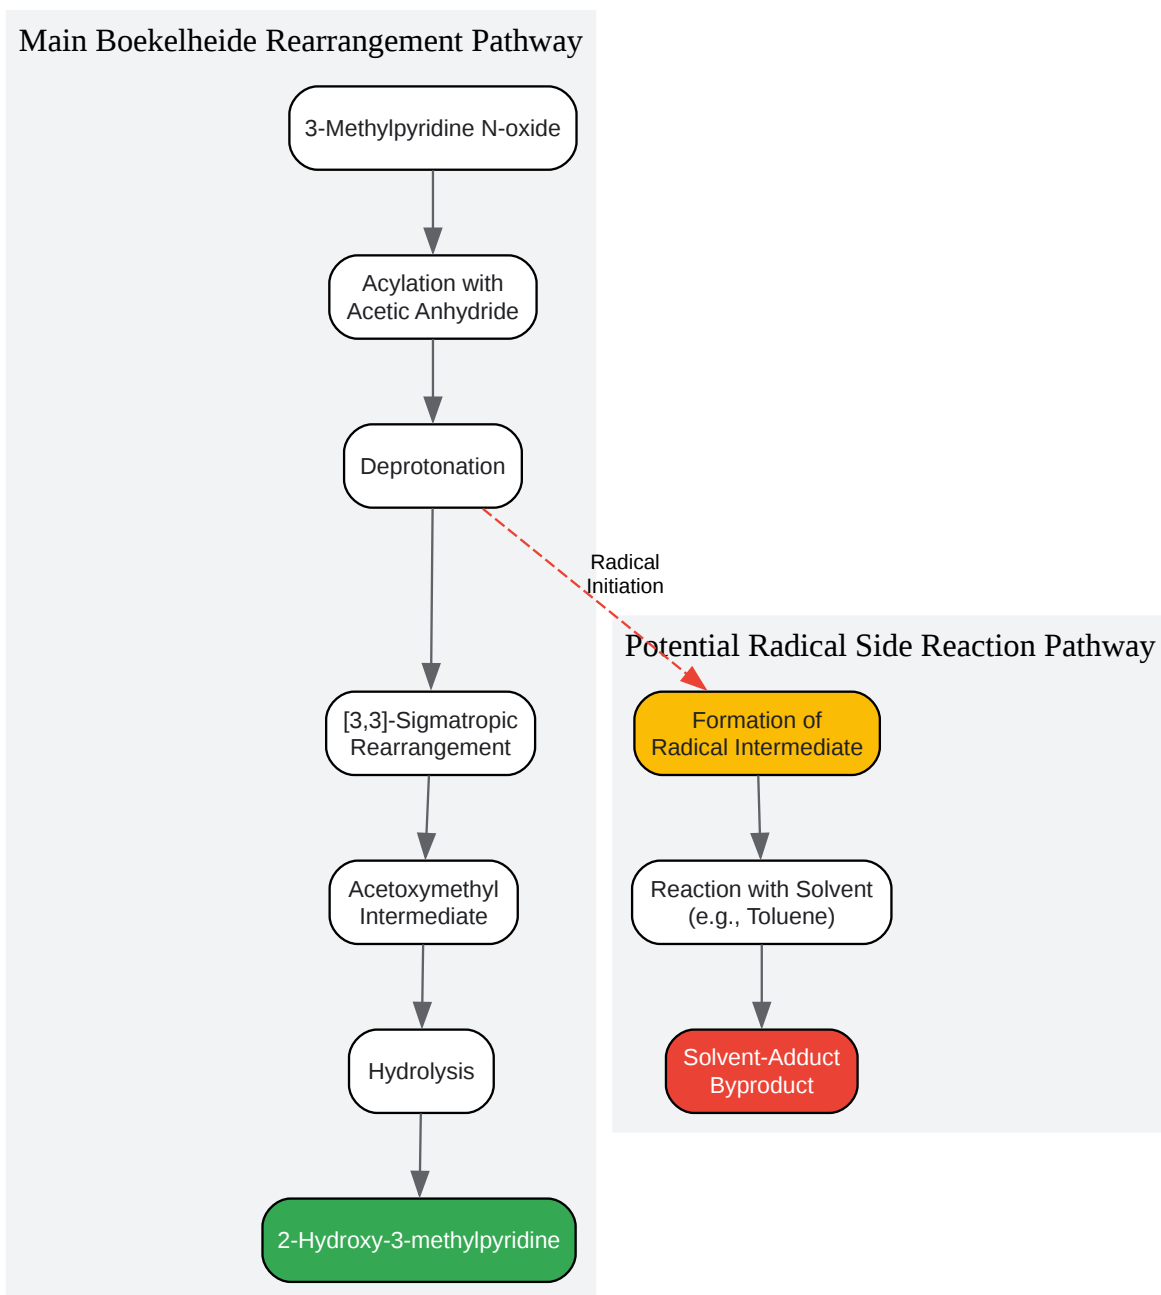 Main Boekelheide Rearrangement Pathway
3-Methylpyridine N-oxide
Acylation with
Acetic Anhydride
Deprotonation
Radical
Initiation
Potential Radical Side Reaction Pathway
[3,3]-Sigmatropic
Rearrangement
Formation of
Radical Intermediate
Acetoxymethyl
Intermediate
Reaction with Solvent
(e.g., Toluene)
Hydrolysis
Solvent-Adduct
Byproduct
2-Hydroxy-3-methylpyridine